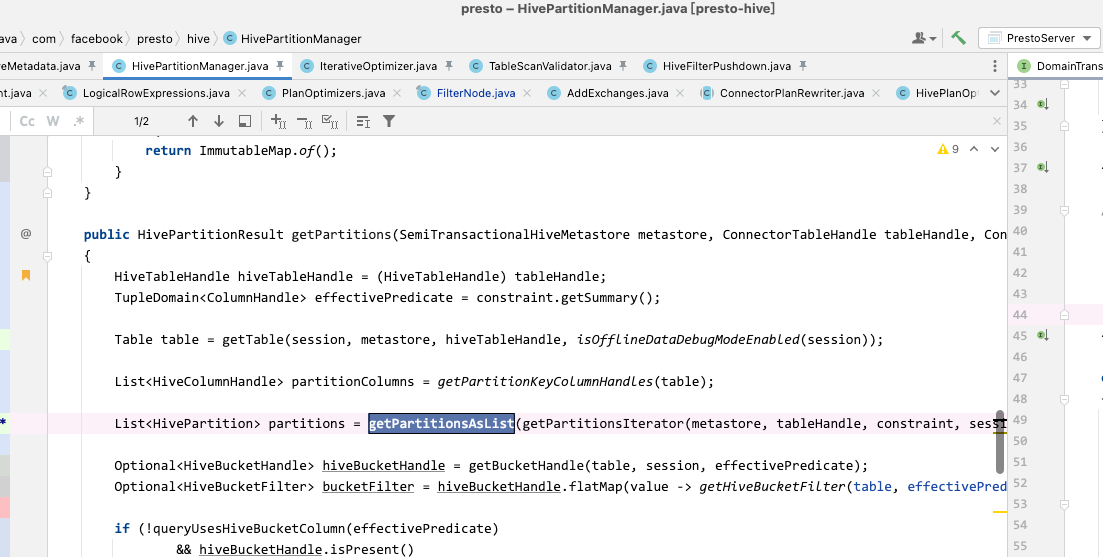 presto – HivePartitionManager.java [presto-hive]
ava com facebook presto hive HivePartitionManager PrestoServer
eMetadata.java HivePartitionManager.java IterativeOptimizer.java TableScanValidator.java HiveFilterPushdown.java DomainTrans
nt.java LogicalRowExpressions.java PlanOptimizers.java FilterNode.java AddExchanges.java ConnectorPlanRewriter.java HivePlanOp
Cc W .* 1/2
return ImmutableMap.of(); 9
}
}
@
public HivePartitionResult getPartitions(SemiTransactionalHiveMetastore metastore, ConnectorTableHandle tableHandle, Con
{
HiveTableHandle hiveTableHandle = (HiveTableHandle) tableHandle;
TupleDomain<ColumnHandle> effectivePredicate = constraint.getSummary();
Table table = getTable(session, metastore, hiveTableHandle, isOfflineDataDebugModeEnabled(session));
List<HiveColumnHandle> partitionColumns = getPartitionKeyColumnHandles(table);
* List<HivePartition> partitions = getPartitionsAsList(getPartitionsIterator(metastore, tableHandle, constraint, sessi
Optional<HiveBucketHandle> hiveBucketHandle = getBucketHandle(table, session, effectivePredicate);
Optional<HiveBucketFilter> bucketFilter = hiveBucketHandle.flatMap(value -> getHiveBucketFilter(table, effectivePred
if (!queryUsesHiveBucketColumn(effectivePredicate)
&& hiveBucketHandle.isPresent()
33
34
35
36
37
38
39
40
41
42
43
44
45
46
47
48
49
50
51
52
53
54
55